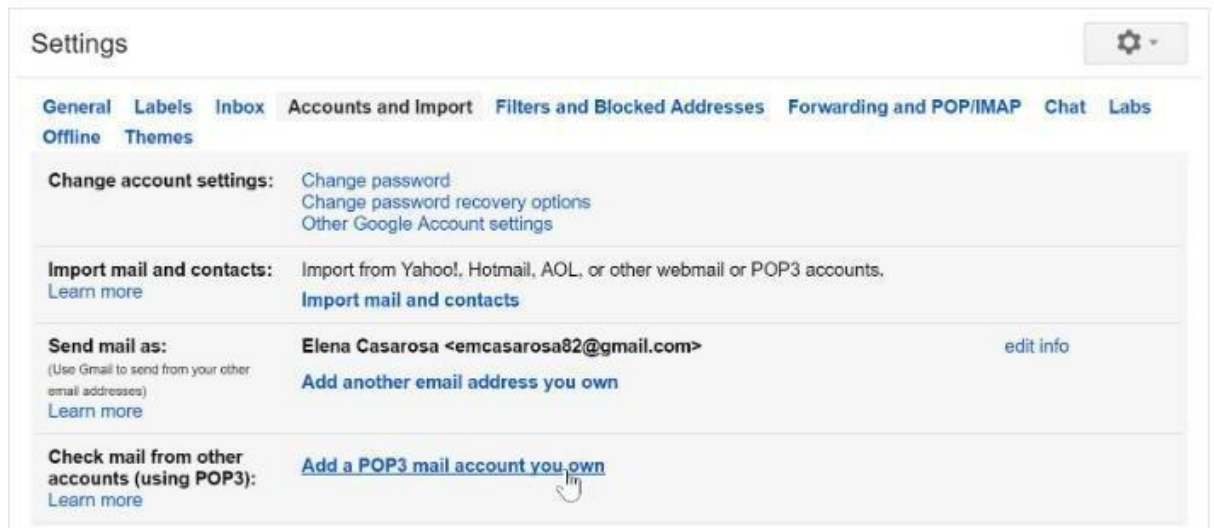 Settings
General Labels Inbox Accounts and Import Filters and Blocked Addresses Forwarding and POP/IMAP Chat Labs
Offline Themes
Change account settings: Change password
Change password recovery options
Other Google Account settings
Import mail and contacts: Import from Yahoo!, Hotmail, AOL, or other webmail or POP3 accounts.
Learn more
Import mail and contacts
Send mail as: Elena Casarosa <emcasarosa82@gmail.com> edit info
(Use Gmail to send from your other
email addresses)
Add another email address you own
Learn more
Check mail from other
accounts (using POP3):
Add a POP3 mail account you own
Learn more